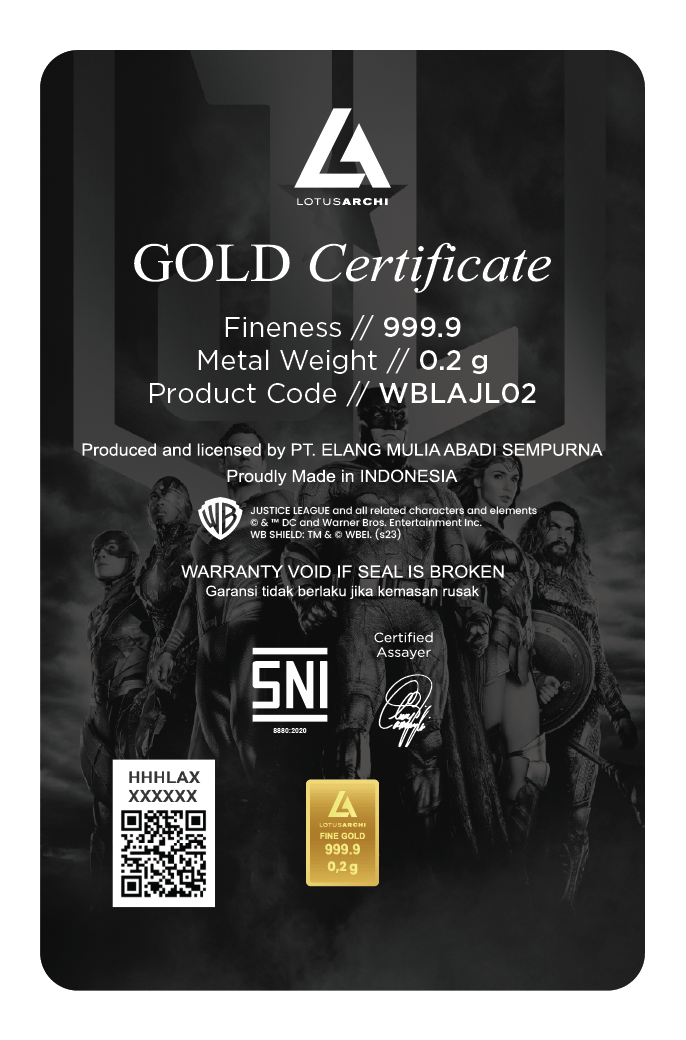 LOTUSARCHI
GOLD Certificate
Fineness // 999.9
Metal Weight // 0.2 g
Product Code // WBLAJL02
Produced and licensed by PT. ELANG MULIA ABADI SEMPURNA
Proudly Made in INDONESIA
WB
JUSTICE LEAGUE and all related characters and elements
© & ™ DC and Warner Bros. Entertainment Inc.
WB SHIELD: TM & © WBEI. (s23)
WARRANTY VOID IF SEAL IS BROKEN
Garansi tidak berlaku jika kemasan rusak
Certified
Assayer
SNI
8880:2020
HHHLAX
XXXXXX
LOTUSARCHI
FINE GOLD
999.9
0,2 g